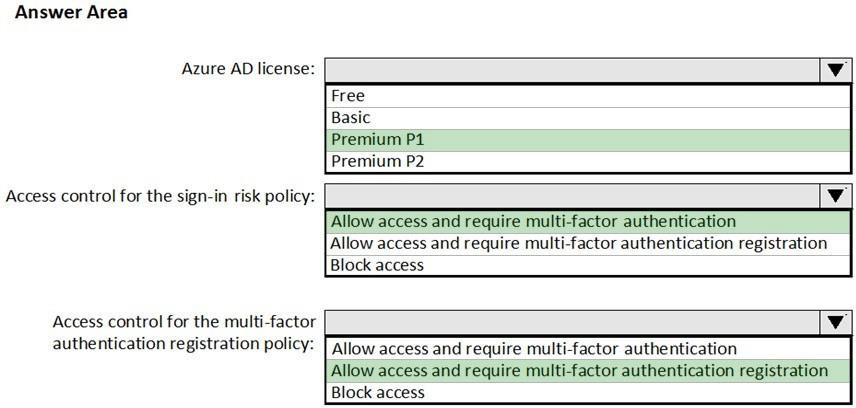 Answer Area
Azure AD license:
Free
Basic
Premium P1
Premium P2
Access control for the sign-in risk policy:
Allow access and require multi-factor authentication
Allow access and require multi-factor authentication registration
Block access
Access control for the multi-factor
authentication registration policy:
Allow access and require multi-factor authentication
Allow access and require multi-factor authentication registration
Block access